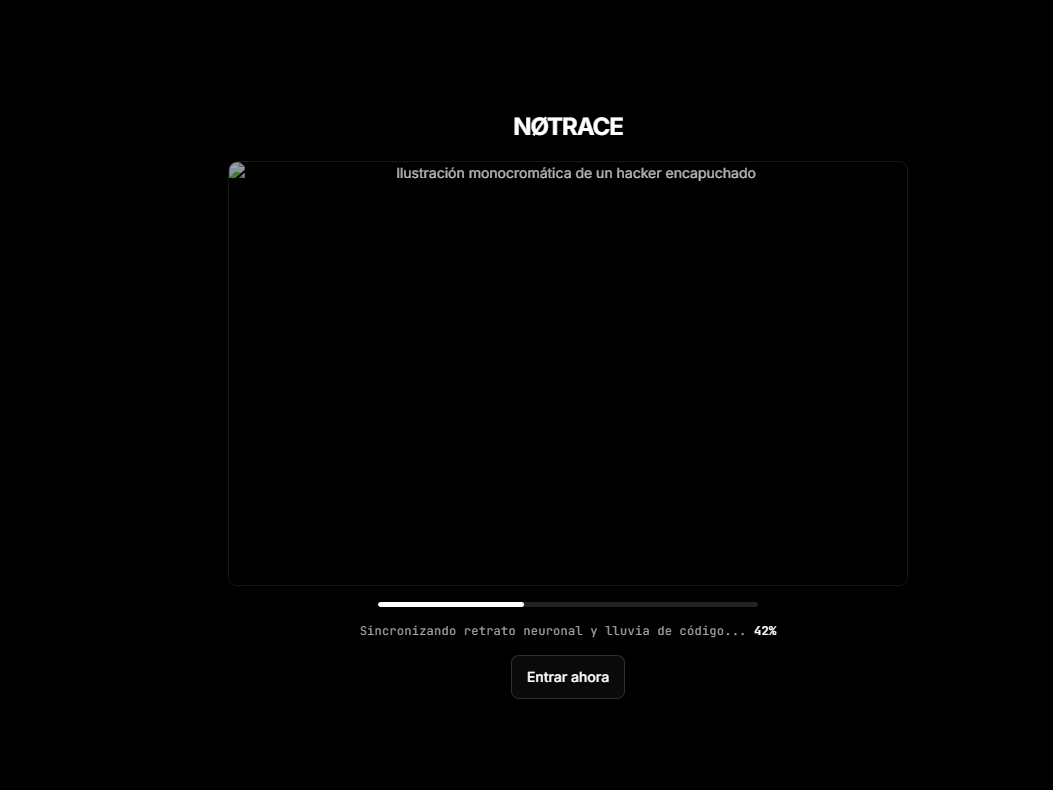 NØTRACE
Ilustración monocromática de un hacker encapuchado
Sincronizando retrato neuronal y lluvia de código... 42%
Entrar ahora